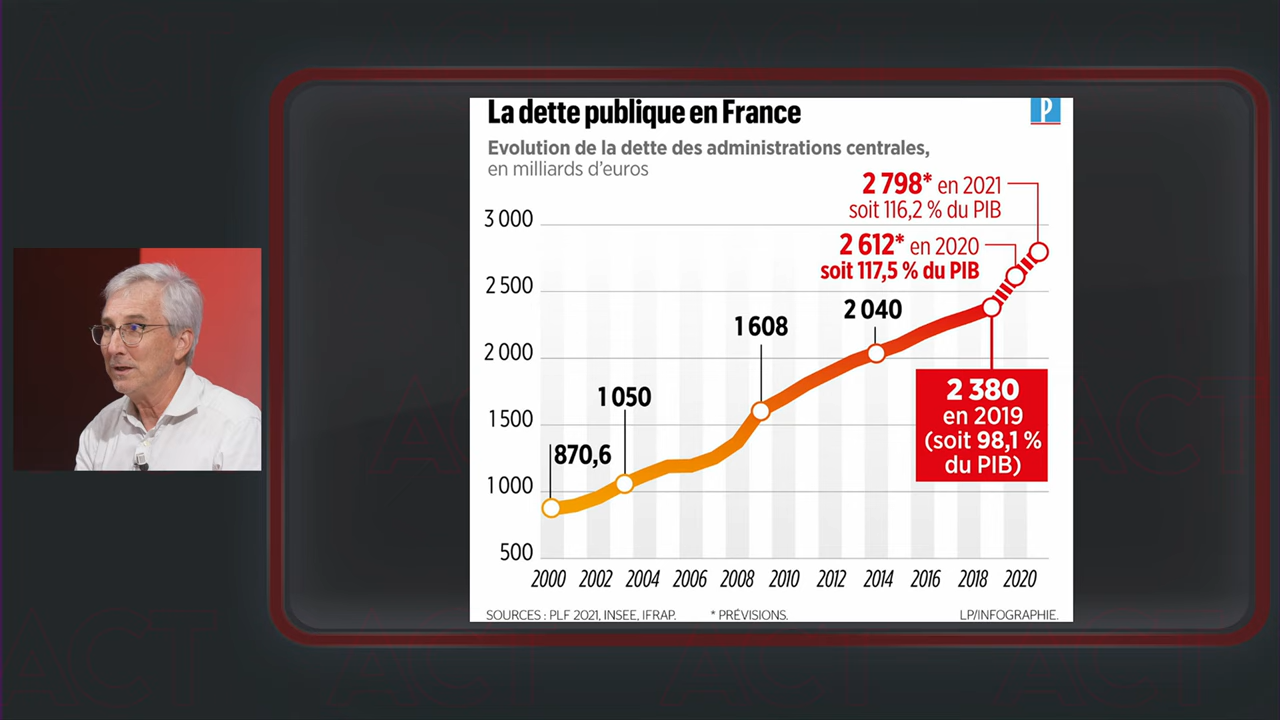 La dette publique en France
P
Evolution de la dette des administrations centrales,
en milliards d'euros
2 798* en 2021
soit 116,2 % du PIB
2 612* en 2020
soit 117,5 % du PIB
3 000
2 500
2 000
1 500
1 000
500
870,6
1 050
1 608
2 040
2 380
en 2019
(soit 98,1 %
du PIB)
2000 2002 2004 2006 2008 2010 2012 2014 2016 2018 2020
SOURCES : PLF 2021, INSEE, IFRAP. * PRÉVISIONS. LP/INFOGRAPHIE.
ACT